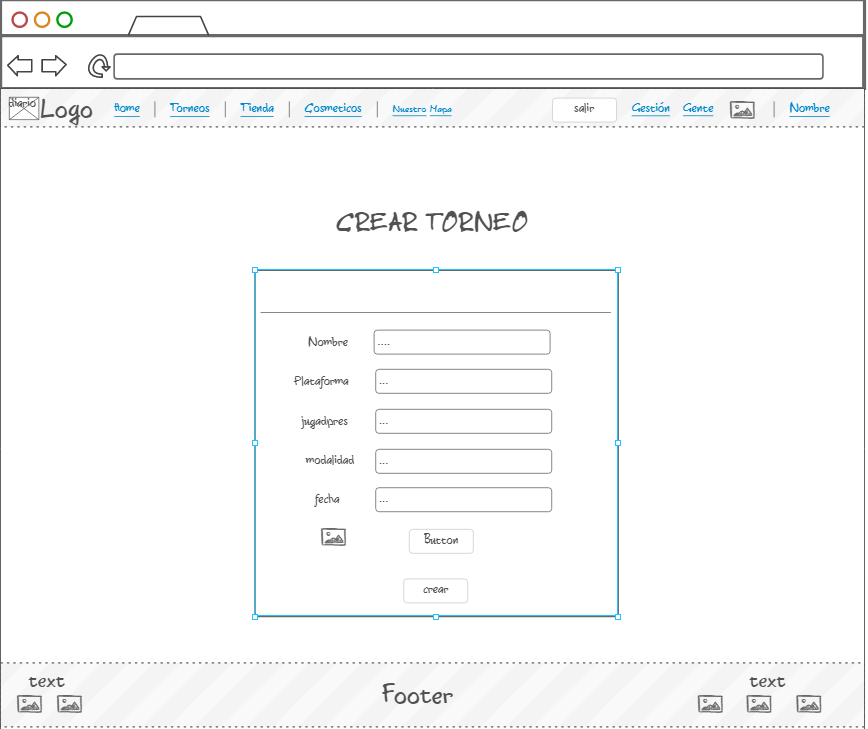 diario Logo Home | Torneos | Tienda | Cosmeticos | Nuestro Mapa salir Gestión Gente | Nombre
CREAR TORNEO
Nombre ....
Plataforma ...
jugadpres ...
modalidad ...
fecha ...
Button
crear
text Footer text